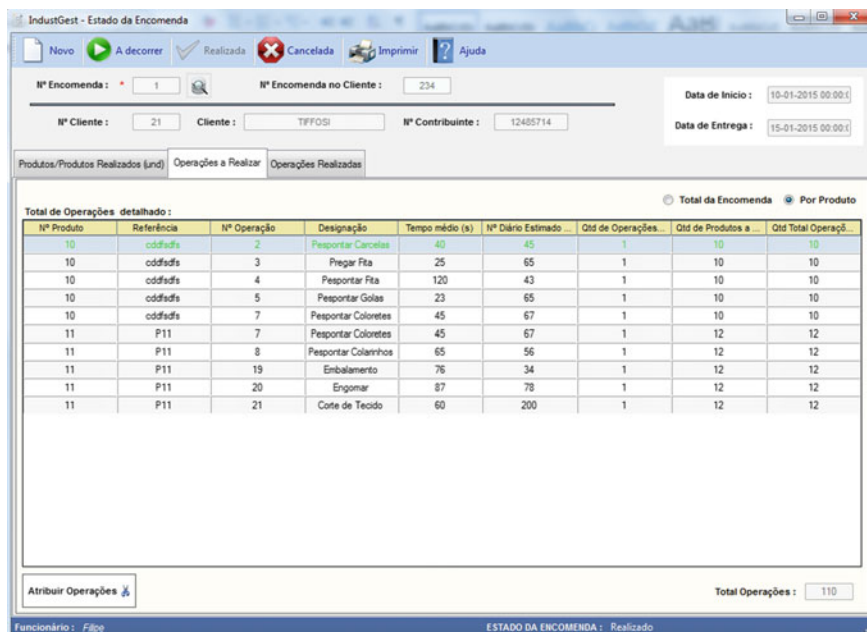 IndustGest - Estado da Encomenda
Novo A decorrer Realizada Cancelada Imprimir Ajuda
Nº Encomenda : * 1 Nº Encomenda no Cliente : 234
Data de Inicio : 10-01-2015 00:00:0
Nº Cliente : 21 Cliente : TIFFOSI Nº Contribuinte : 12485714
Data de Entrega : 15-01-2015 00:00:0
Produtos/Produtos Realizados (und) Operações a Realizar Operações Realizadas
Total da Encomenda Por Produto
Total de Operações detalhado :
Nº Produto Referência Nº Operação Designação Tempo médio (s) Nº Diário Estimado ... Qtd de Operações... Qtd de Produtos a ... Qtd Total Operaçõ...
10 cddfsdfs 2 Pespontar Carcelas 40 45 1 10 10
10 cddfsdfs 3 Pregar Fita 25 65 1 10 10
10 cddfsdfs 4 Pespontar Fita 120 43 1 10 10
10 cddfsdfs 5 Pespontar Golas 23 65 1 10 10
10 cddfsdfs 7 Pespontar Coloretes 45 67 1 10 10
11 P11 7 Pespontar Coloretes 45 67 1 12 12
11 P11 8 Pespontar Colarinhos 65 56 1 12 12
11 P11 19 Embalamento 76 34 1 12 12
11 P11 20 Engomar 87 78 1 12 12
11 P11 21 Corte de Tecido 60 200 1 12 12
Atribuir Operações Total Operações : 110
Funcionário : Filipe ESTADO DA ENCOMENDA : Realizado